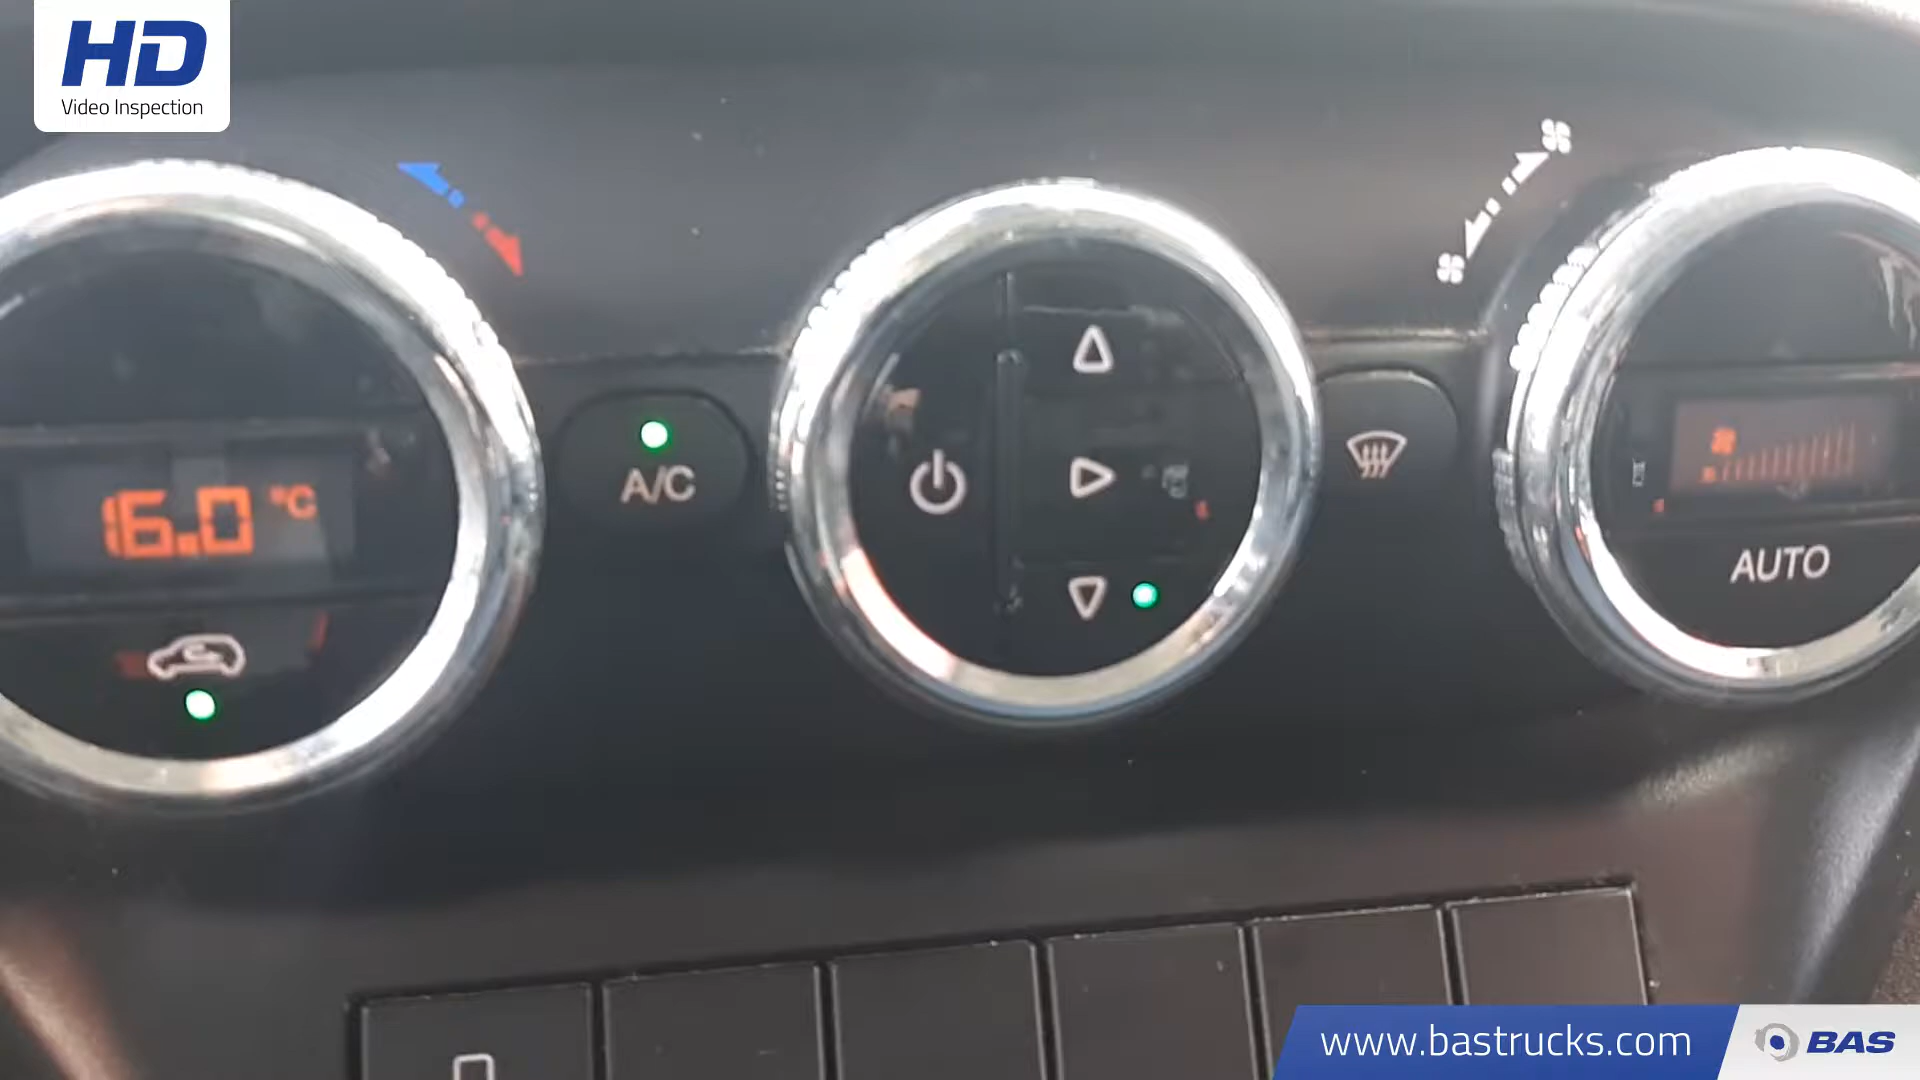 HD
Video Inspection
16.0 °C
A/C
AUTO
www.bastrucks.com
BAS